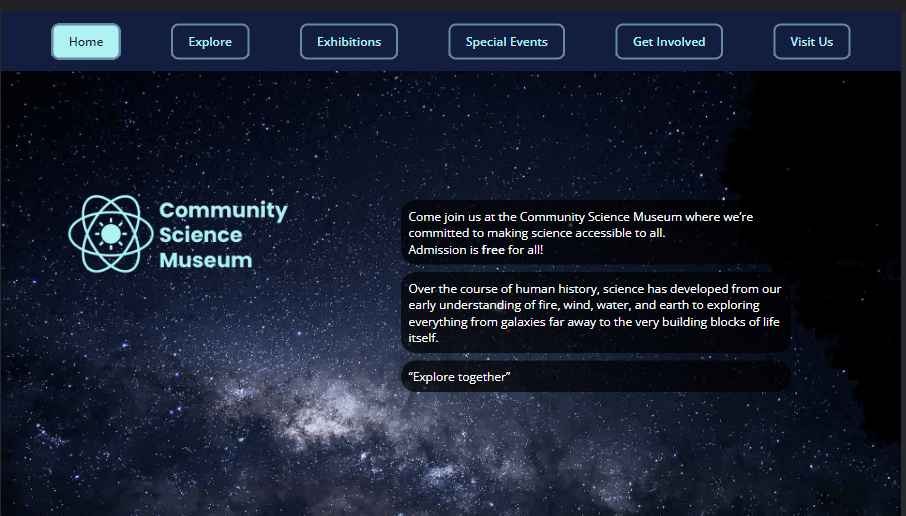 Home
Explore
Exhibitions
Special Events
Get Involved
Visit Us
Community
Science
Museum
Come join us at the Community Science Museum where we’re
committed to making science accessible to all.
Admission is free for all!
Over the course of human history, science has developed from our
early understanding of fire, wind, water, and earth to exploring
everything from galaxies far away to the very building blocks of life
itself.
“Explore together”